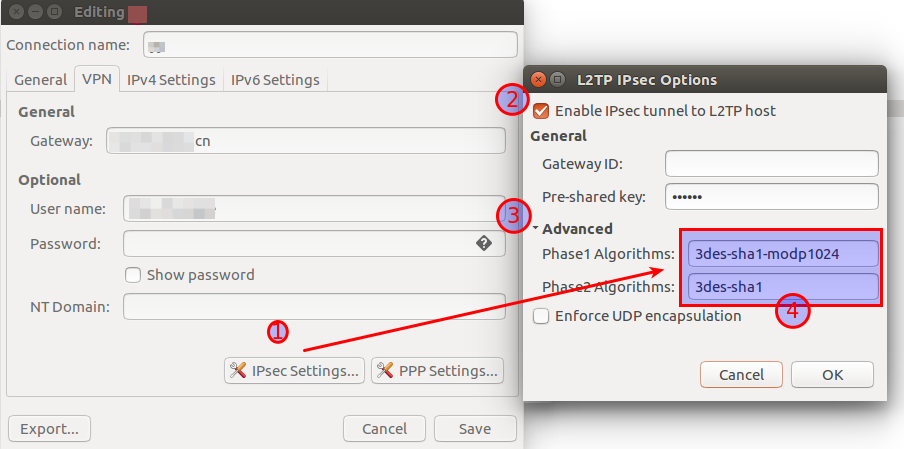 Editing
Connection name:
General VPN IPv4 Settings IPv6 Settings
General
Gateway: cn
Optional
User name:
Password:
Show password
NT Domain:
1
IPsec Settings... PPP Settings...
Export... Cancel Save
L2TP IPsec Options
2
Enable IPsec tunnel to L2TP host
General
Gateway ID:
Pre-shared key: ••••••
3
Advanced
Phase1 Algorithms: 3des-sha1-modp1024
Phase2 Algorithms: 3des-sha1
4
Enforce UDP encapsulation
Cancel OK